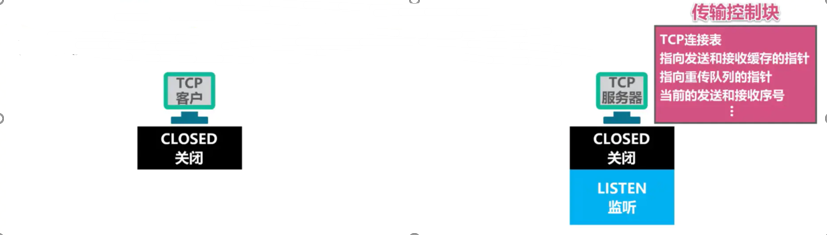 传输控制块
TCP连接表
指向发送和接收缓存的指针
指向重传队列的指针
当前的发送和接收序号
⋮
TCP
客户
CLOSED
关闭
TCP
服务器
CLOSED
关闭
LISTEN
监听